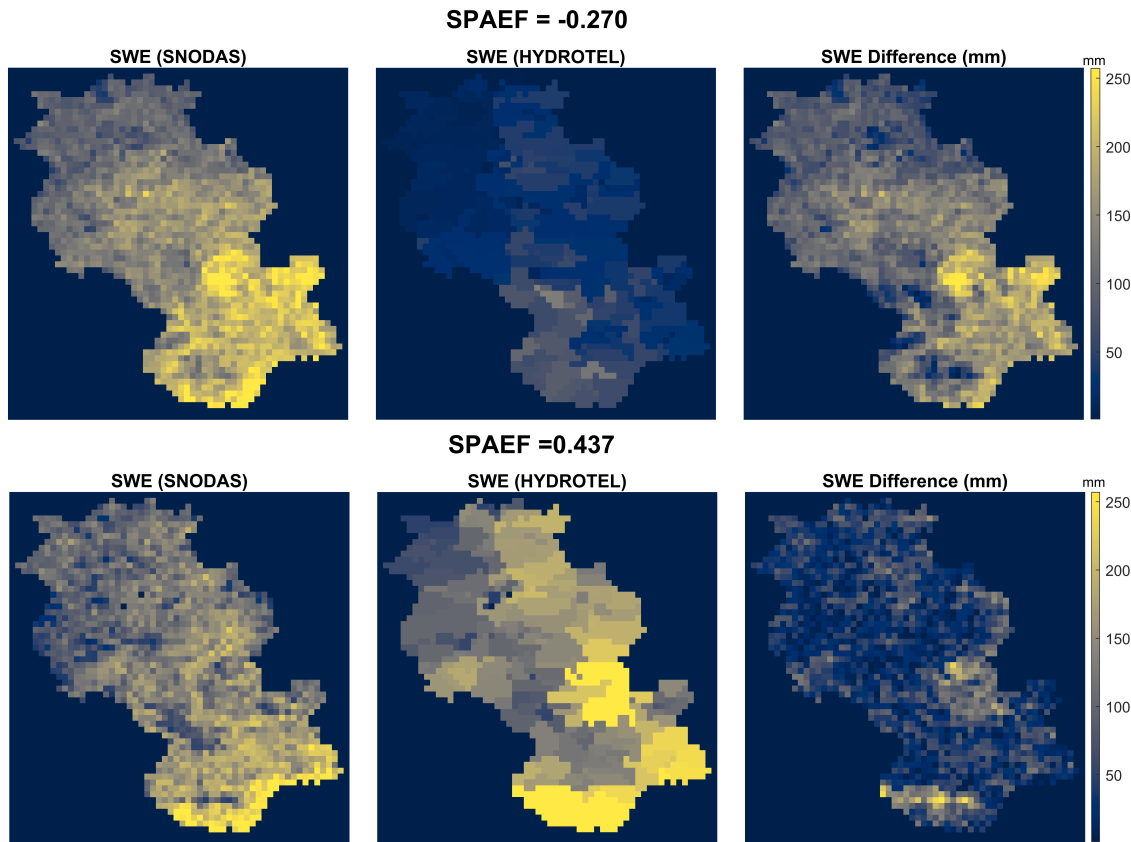 SPAEF = -0.270
SWE (SNODAS)
SWE (HYDROTEL)
SWE Difference (mm)
mm
250
200
150
100
50
SPAEF =0.437
SWE (SNODAS)
SWE (HYDROTEL)
SWE Difference (mm)
mm
250
200
150
100
50